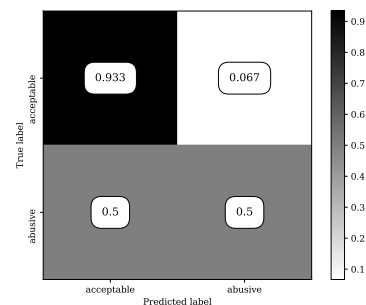 0.9
0.8
0.7
0.6
0.5
0.4
0.3
0.2
0.1
True label
acceptable
abusive
0.933 0.067
0.5 0.5
acceptable abusive
Predicted label